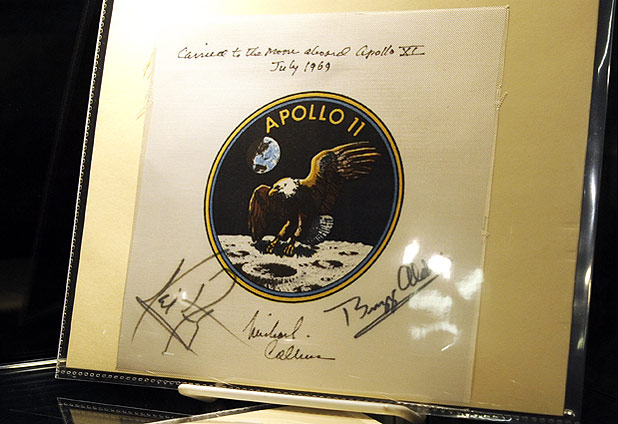 Carried to the Moon aboard Apollo XI
July 1969
APOLLO 11
Michael
Collins
Buzz Aldrin